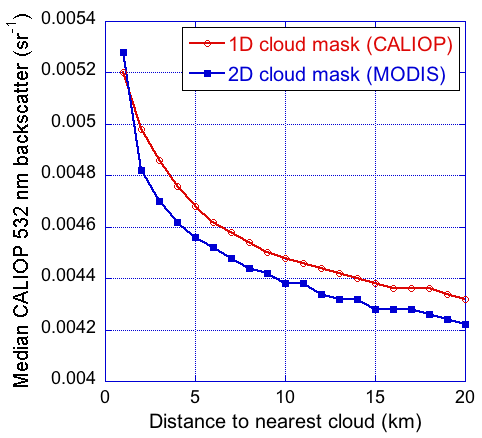 0.0054
0.0052
0.005
0.0048
0.0046
0.0044
0.0042
0.004
Median CALIOP 532 nm backscatter (sr⁻¹)
1D cloud mask (CALIOP)
2D cloud mask (MODIS)
0 5 10 15 20
Distance to nearest cloud (km)